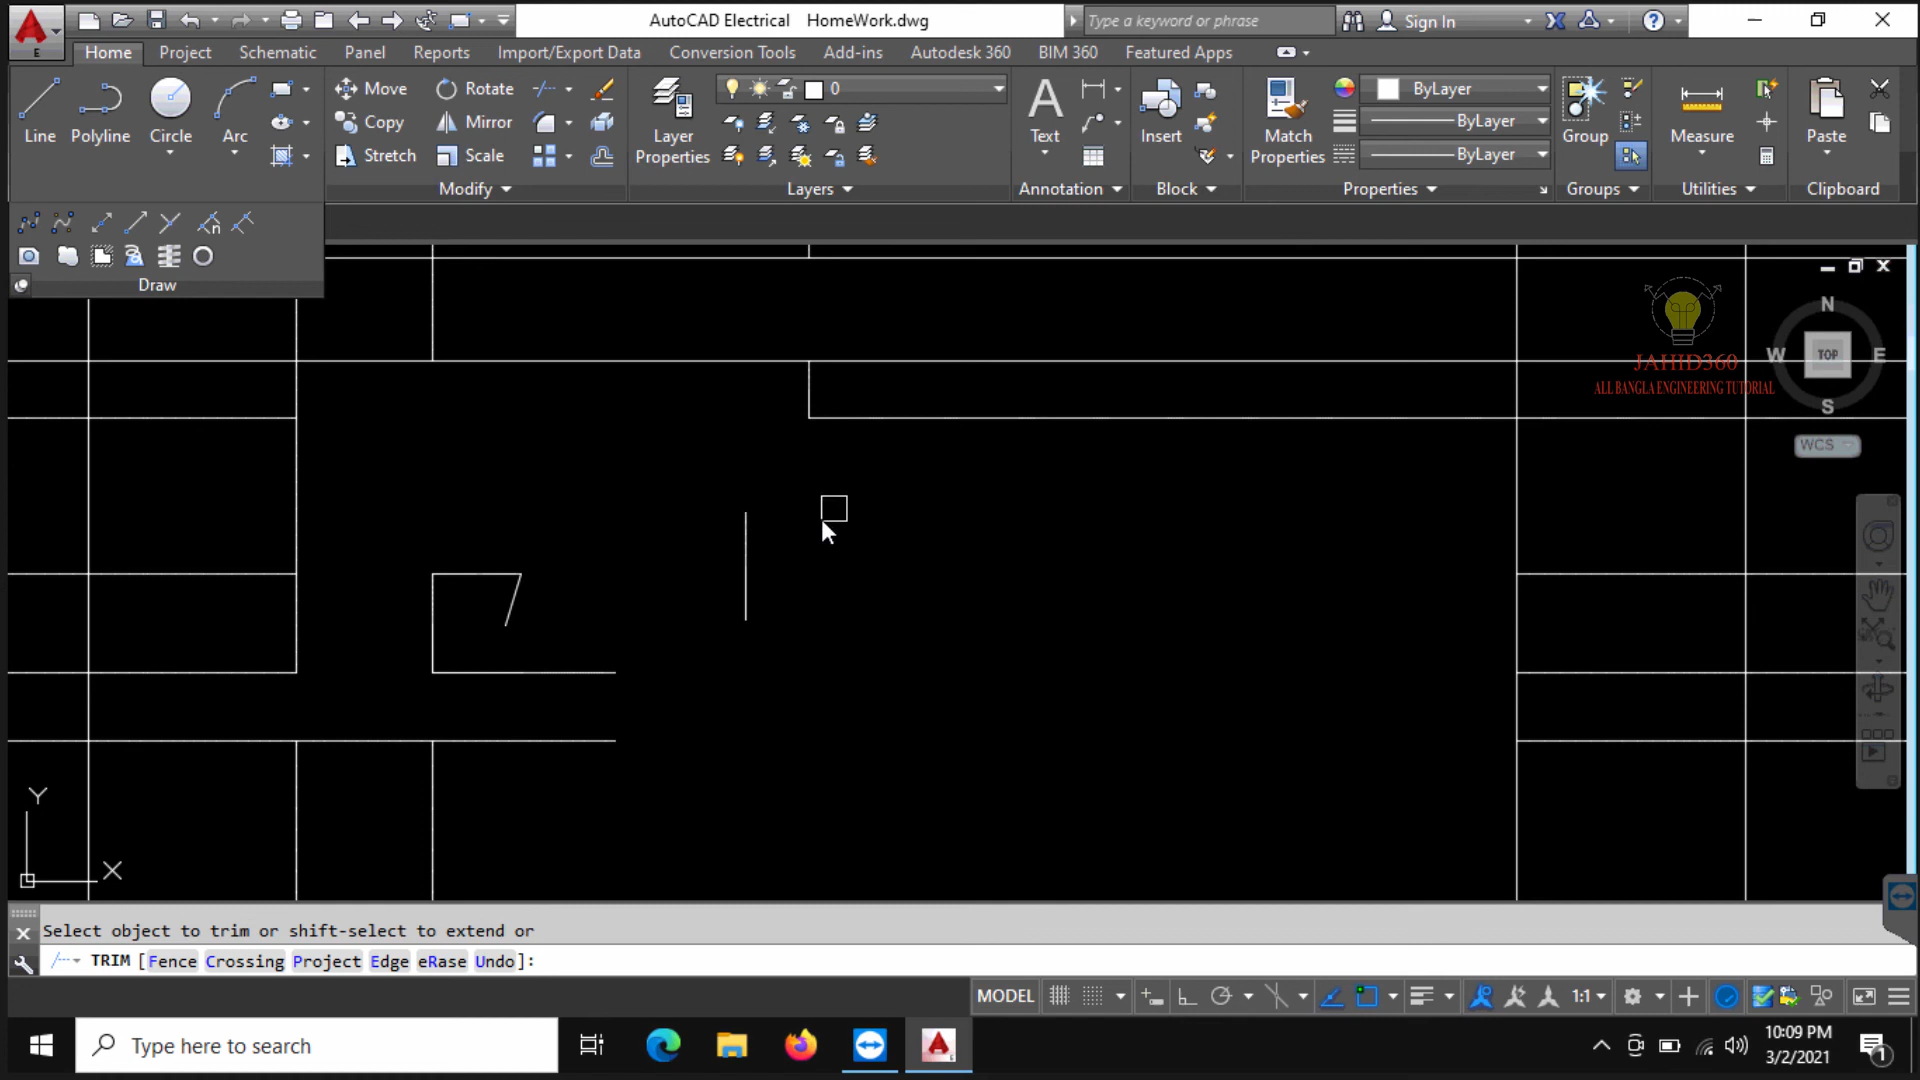 AutoCAD Electrical HomeWork.dwg
Type a keyword or phrase
Sign In
Home Project Schematic Panel Reports Import/Export Data Conversion Tools Add-ins Autodesk 360 BIM 360 Featured Apps
Line Polyline Circle Arc
Move Rotate
Copy Mirror
Stretch Scale
Modify
Layer Properties
0
Layers
Text
Annotation
Insert
Block
Match Properties
ByLayer
ByLayer
ByLayer
Properties
Group
Groups
Measure
Utilities
Paste
Clipboard
Draw
N
W TOP E
S
WCS
JAHID360
ALL BANGLA ENGINEERING TUTORIAL
Y
X
Select object to trim or shift-select to extend or
TRIM [Fence Crossing Project Edge eRase Undo]:
MODEL 1:1
Type here to search
10:09 PM
3/2/2021
1